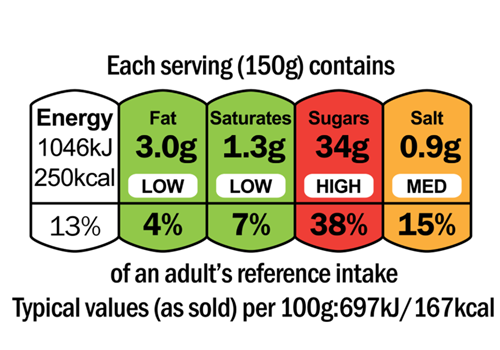 Each serving (150g) contains
Energy
1046kJ
250kcal
13%
Fat
3.0g
LOW
4%
Saturates
1.3g
LOW
7%
Sugars
34g
HIGH
38%
Salt
0.9g
MED
15%
of an adult's reference intake
Typical values (as sold) per 100g:697kJ/167kcal